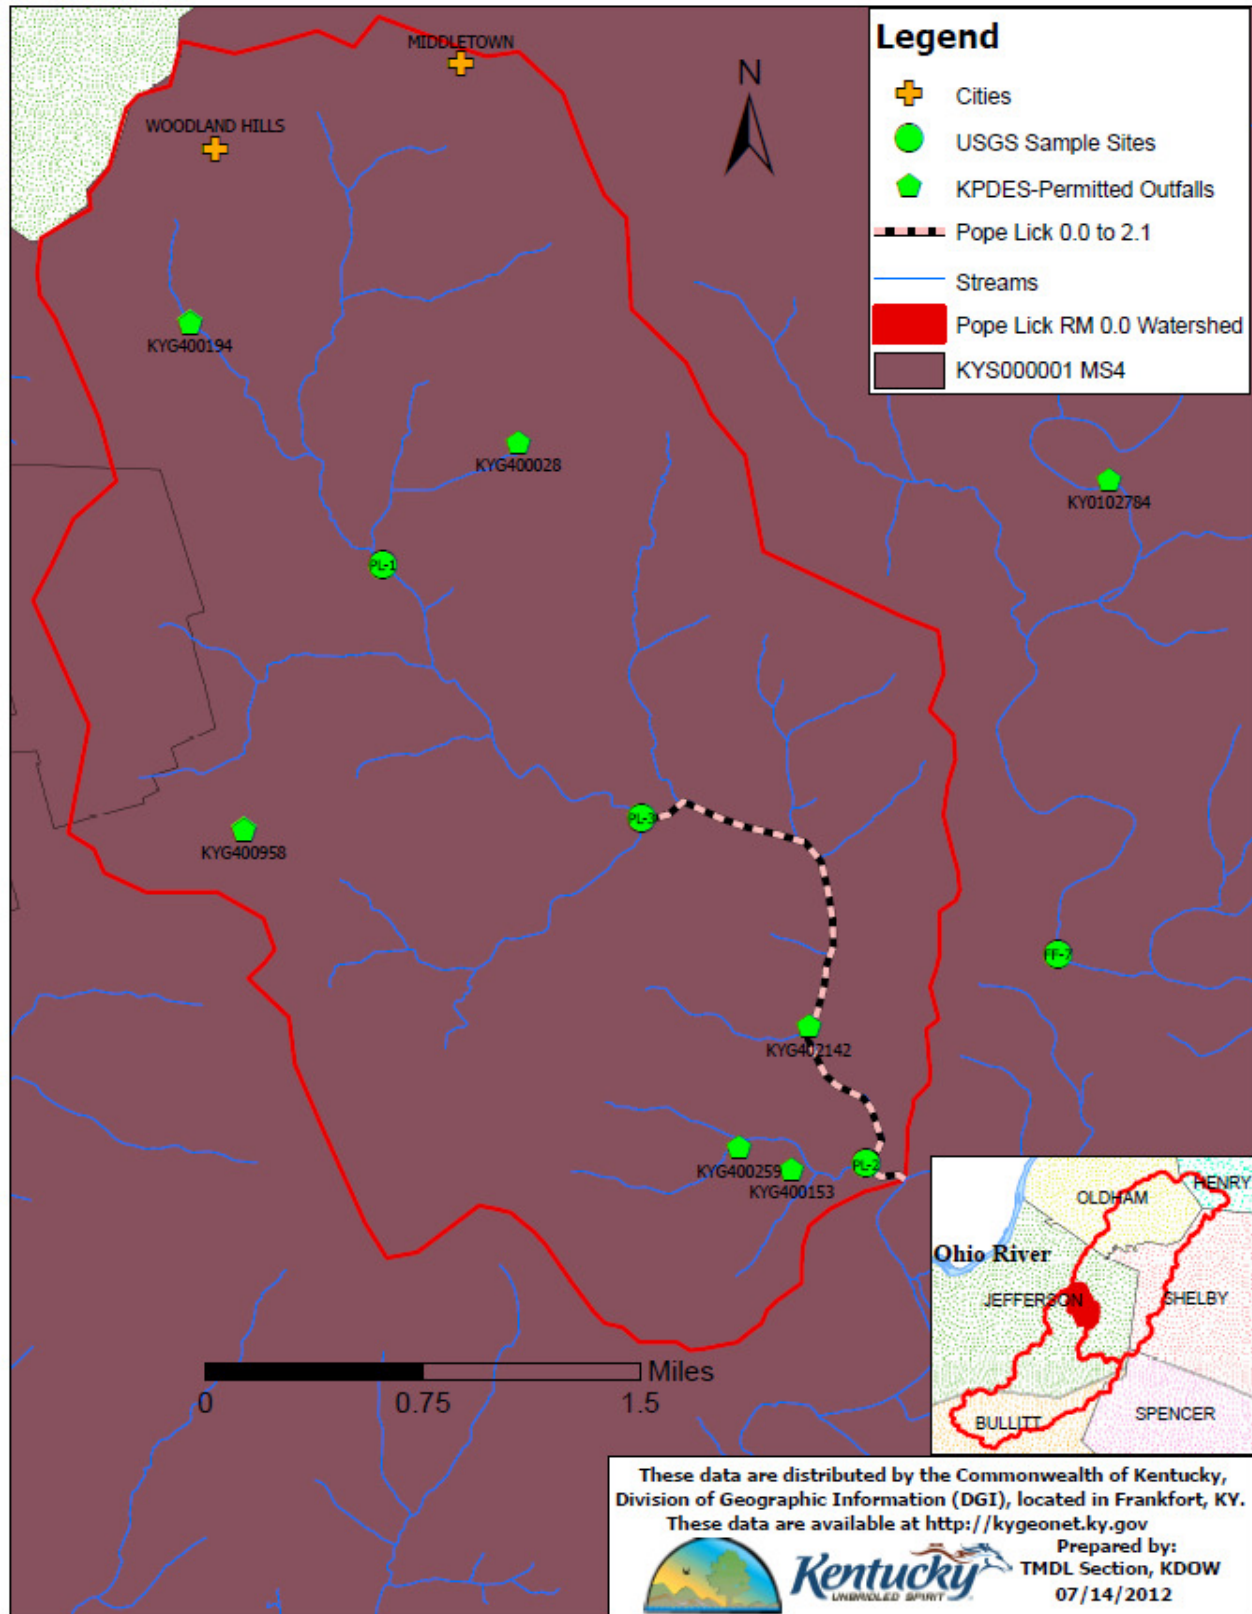 MIDDLETOWN
WOODLAND HILLS
N
Legend
Cities
USGS Sample Sites
KPDES-Permitted Outfalls
Pope Lick 0.0 to 2.1
Streams
Pope Lick RM 0.0 Watershed
KYS000001 MS4
KYG400194
KYG400028
KY0102784
PL-1
PL-3
KYG400958
FF-7
KYG402142
KYG400259
PL-2
KYG400153
HENRY
OLDHAM
Ohio River
JEFFERSON
SHELBY
BULLITT
SPENCER
Miles
0 0.75 1.5
These data are distributed by the Commonwealth of Kentucky,
Division of Geographic Information (DGI), located in Frankfort, KY.
These data are available at http://kygeonet.ky.gov
Prepared by:
Kentucky
TMDL Section, KDOW
UNBRIDLED SPIRIT
07/14/2012